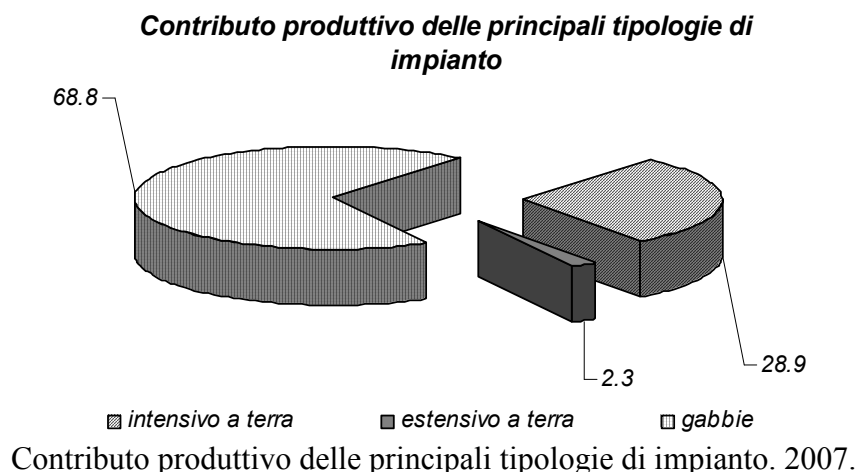 Contributo produttivo delle principali tipologie di
impianto
68.8
28.9
2.3
intensivo a terra estensivo a terra gabbie
Contributo produttivo delle principali tipologie di impianto. 2007.